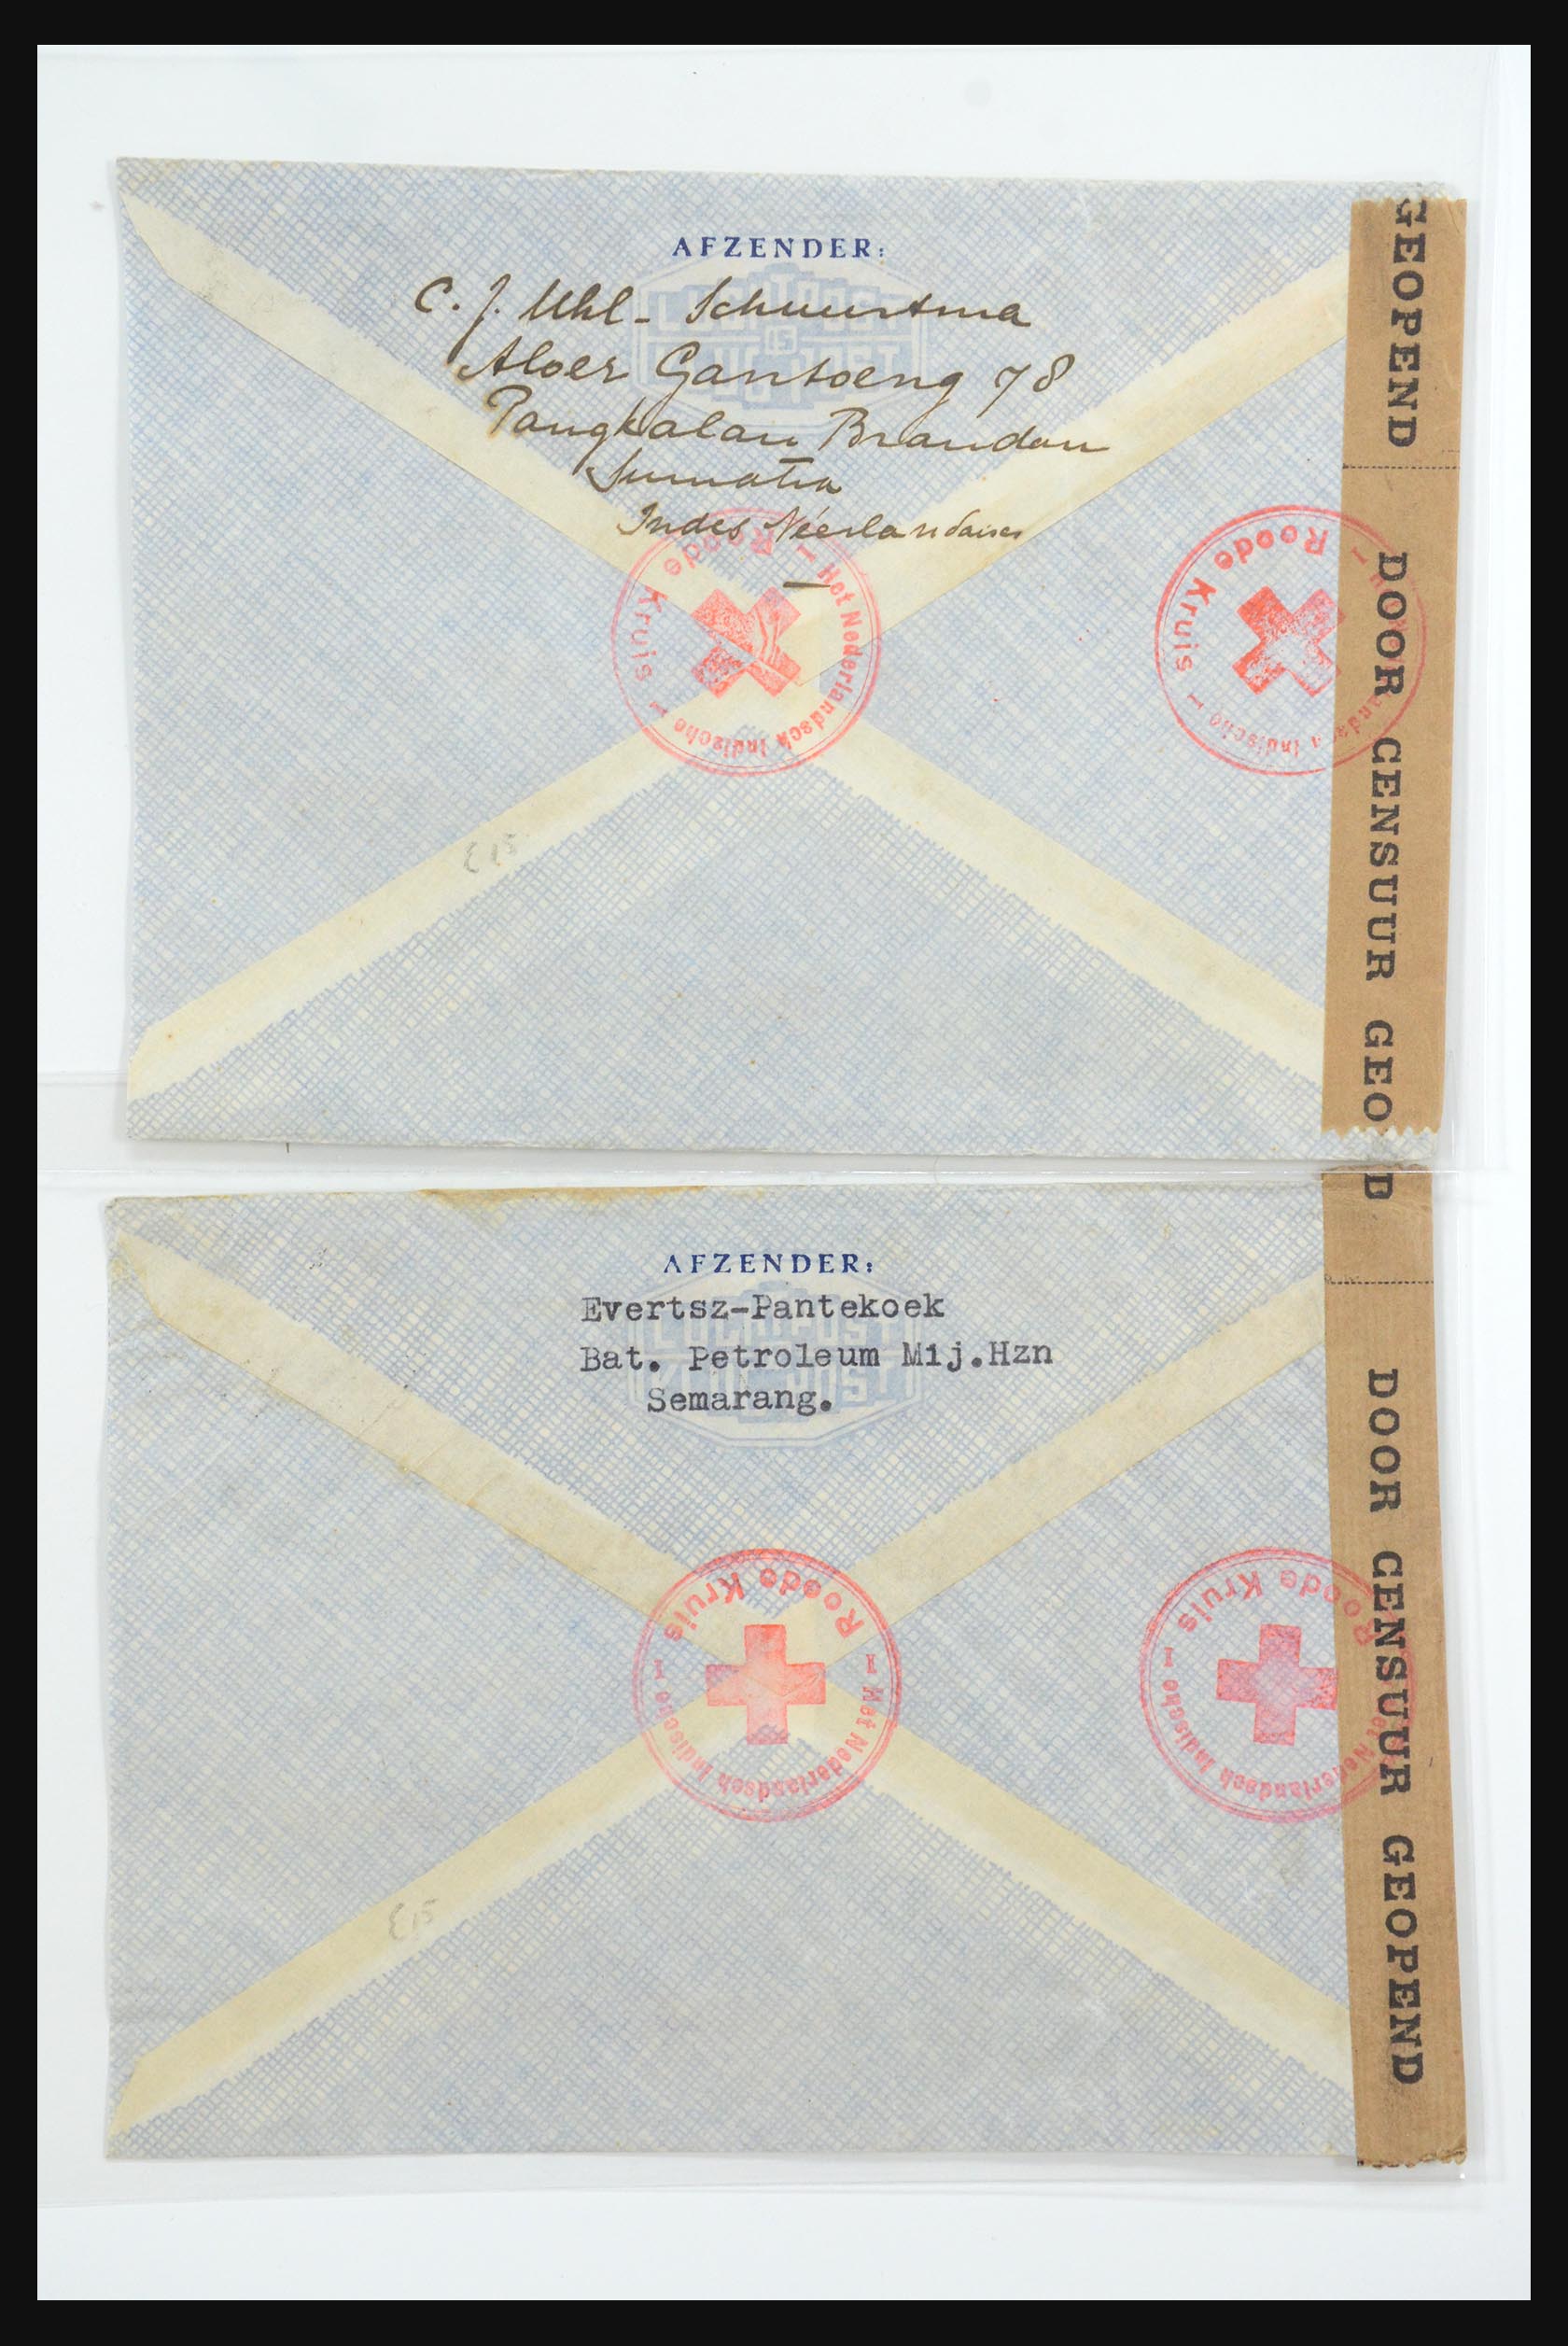 AFZENDER:
C. J. Uhl - Schuurtma
Aloer Gantoeng 78
Pangkalan Brandan
Sumatra
Indes Néerlandaises
I Het Nederlandsch Indische I Roode Kruis
Roode Kruis I Indische
GEOPEND DOOR CENSUUR GEO
AFZENDER:
Evertsz-Pantekoek
Bat. Petroleum Mij.Hzn
Semarang.
I Het Nederlandsch Indische I Roode Kruis
Het Nederlandsch Indische I Roode Kruis
D DOOR CENSUUR GEOPEND